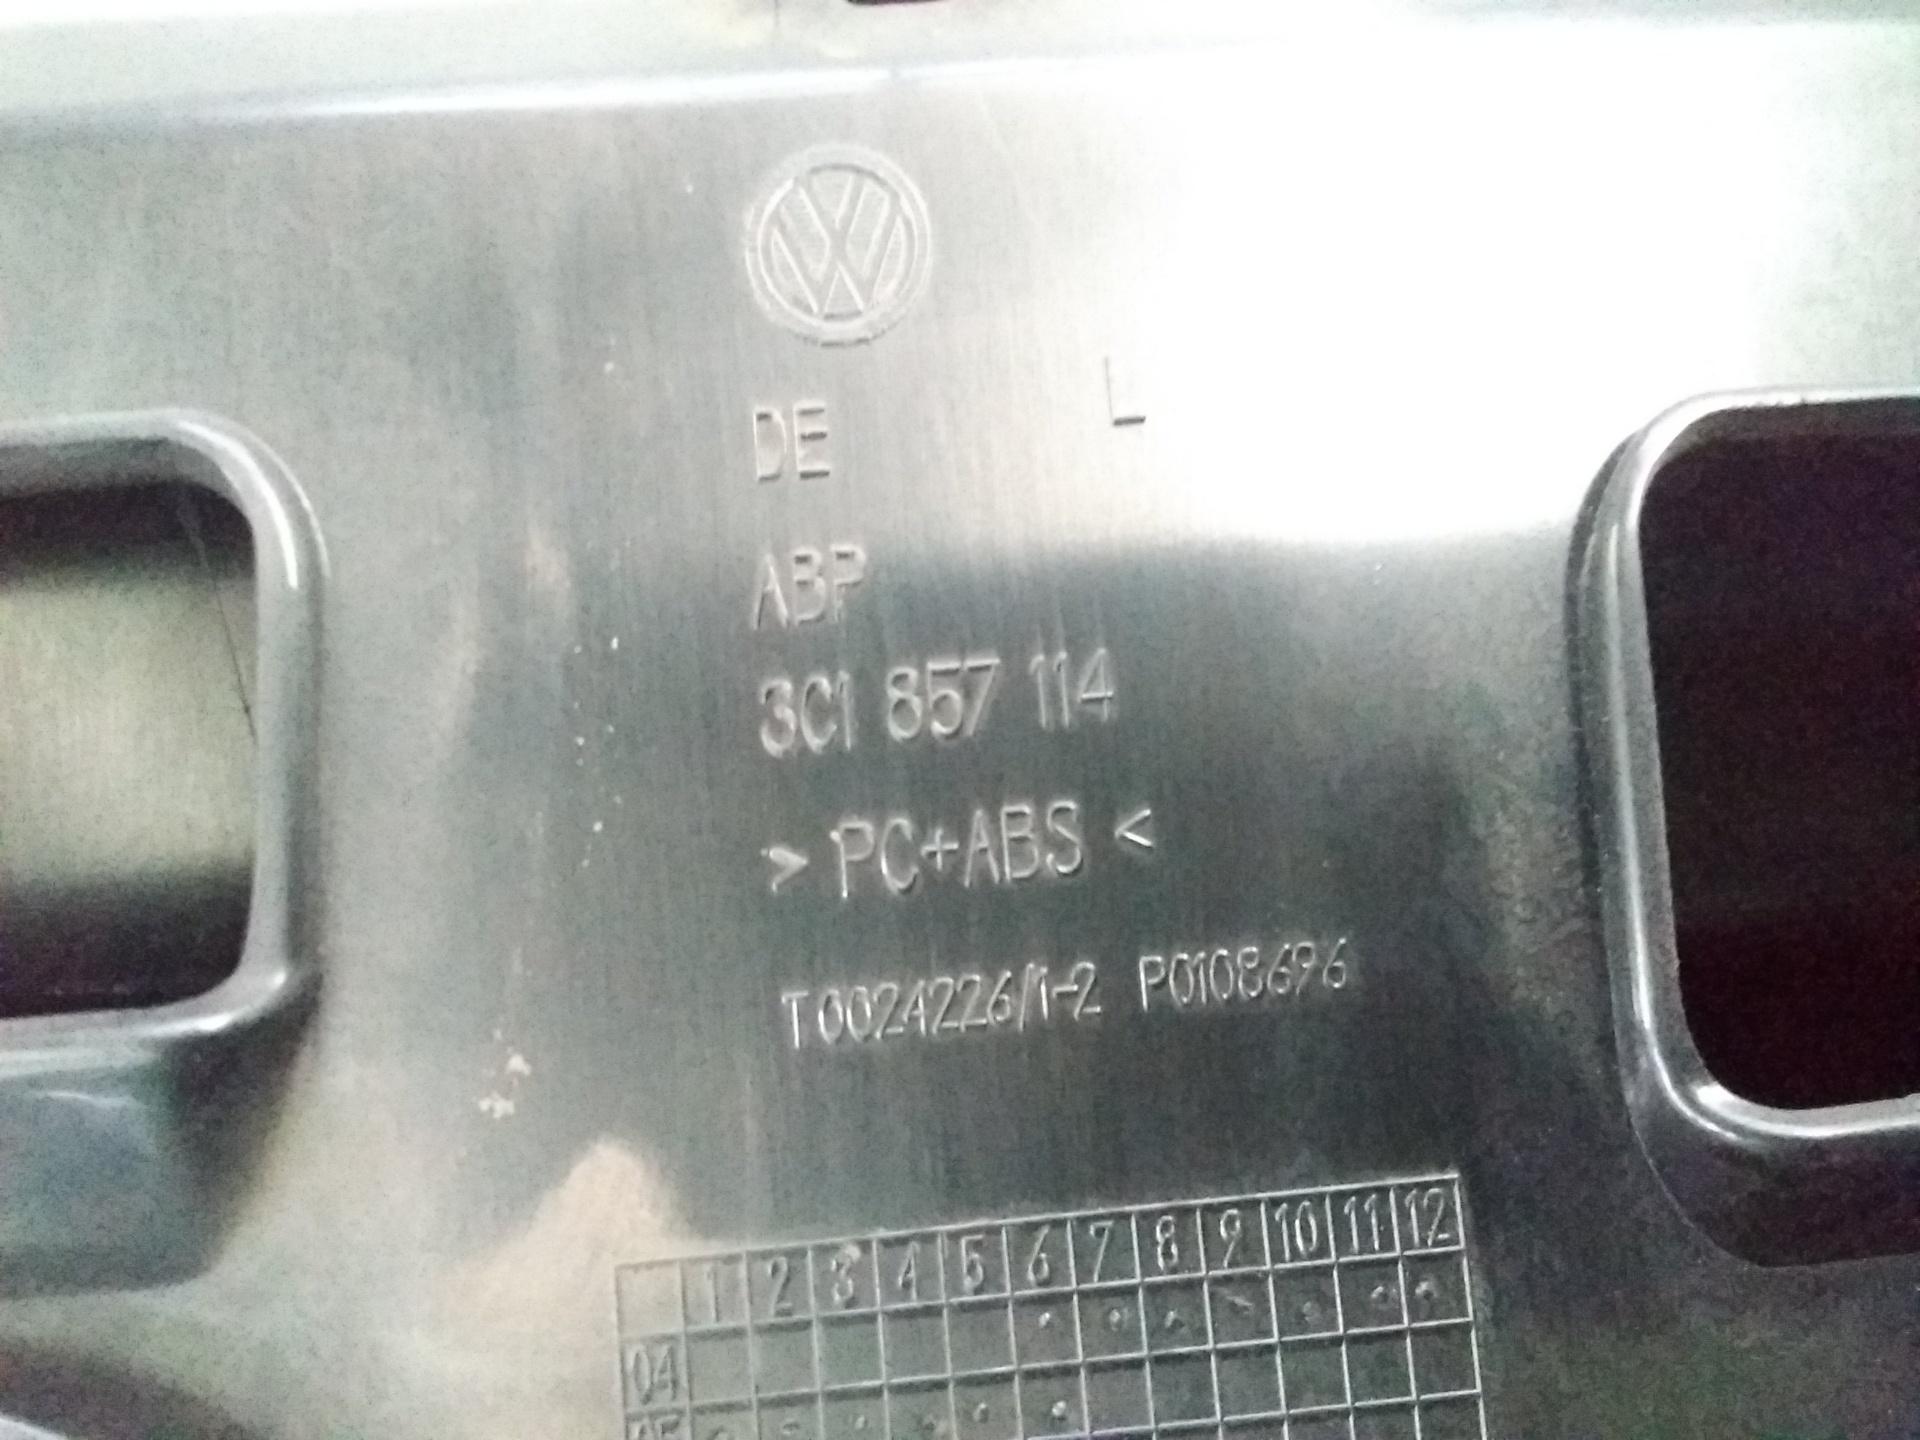 DE L
ABP
3C1 857 114
> PC+ABS <
T0024226/1-2 P0108696
1 2 3 4 5 6 7 8 9 10 11 12
04
05